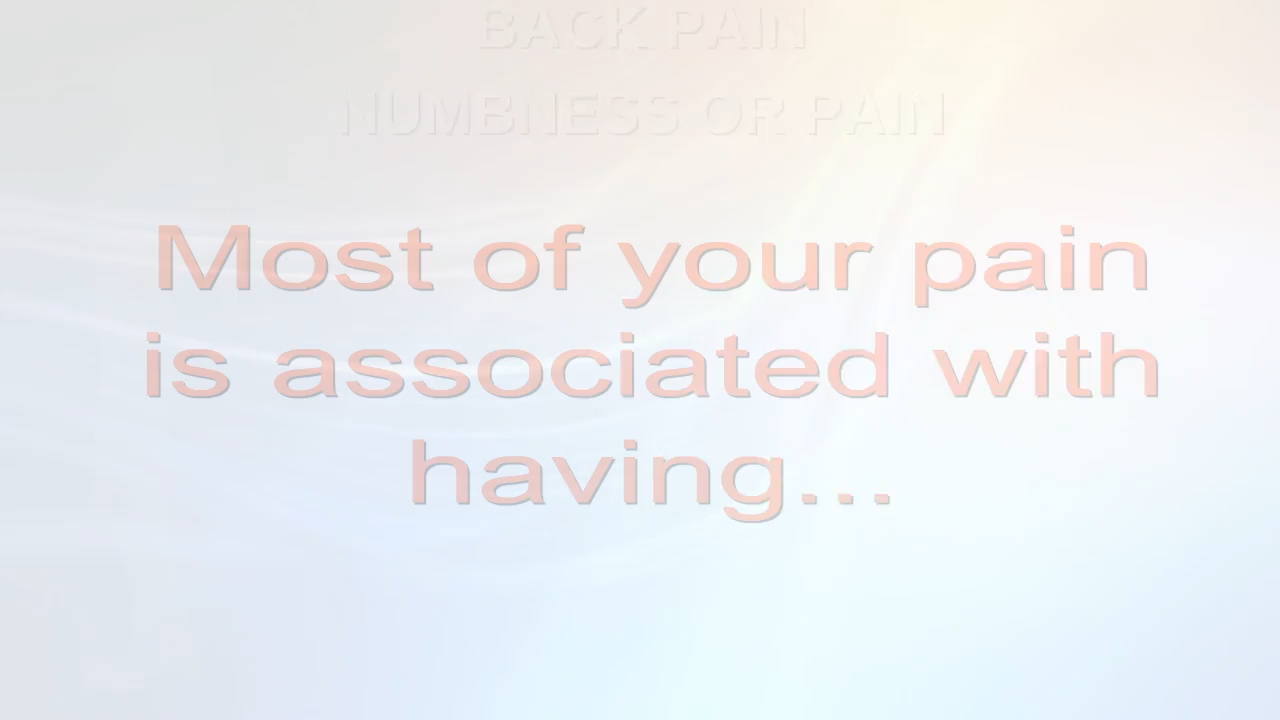 BACK PAIN
NUMBNESS OR PAIN
Most of your pain
is associated with
having...